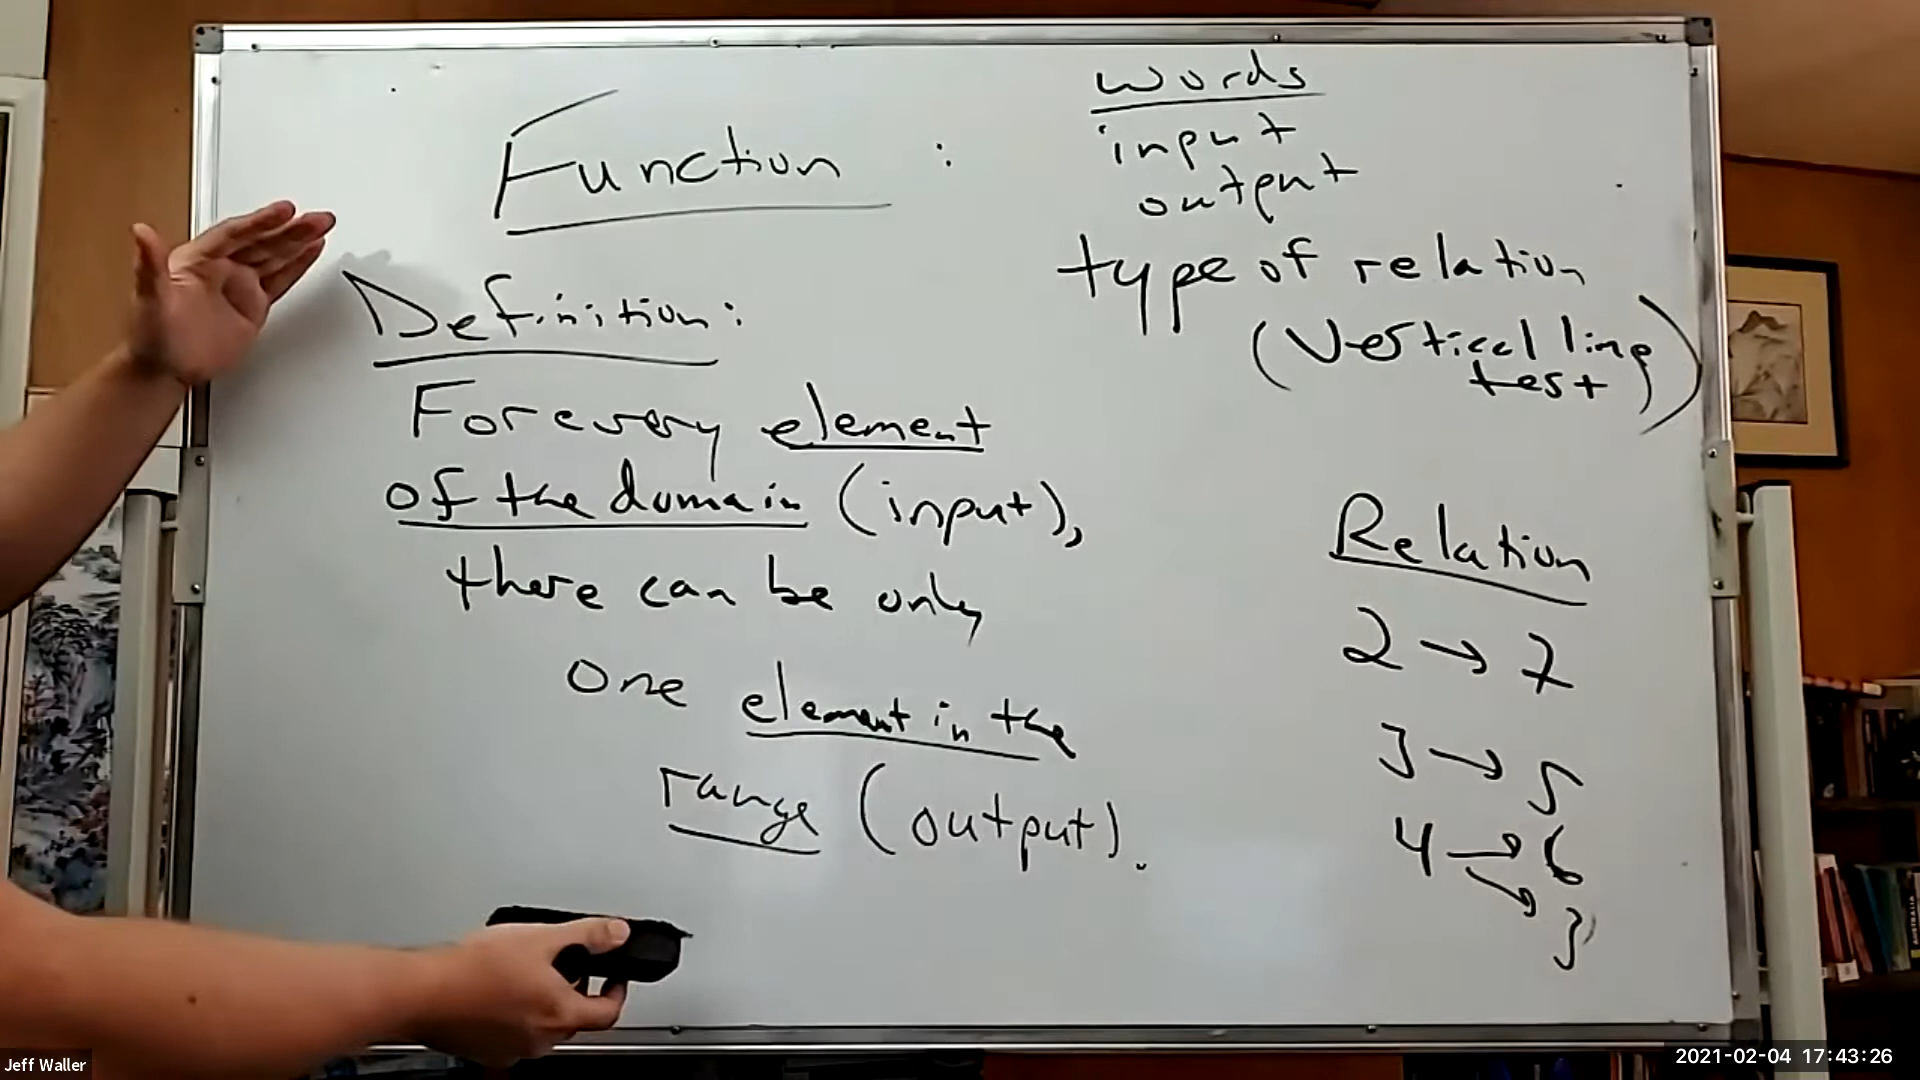 Function :
words
input
output
type of relation
(Vertical line
test)
Definition:
For every element
of the domain (input),
there can be only
one element in the
range (output).
Relation
2 → 7
3 → 5
4 → 6
→ 3
Jeff Waller
2021-02-04 17:43:26